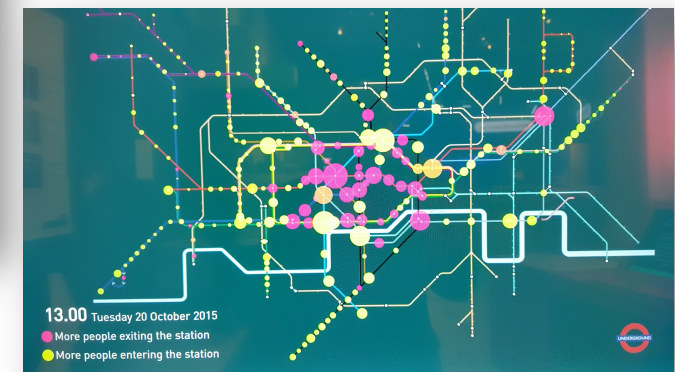 13.00 Tuesday 20 October 2015
More people exiting the station
More people entering the station
UNDERGROUND